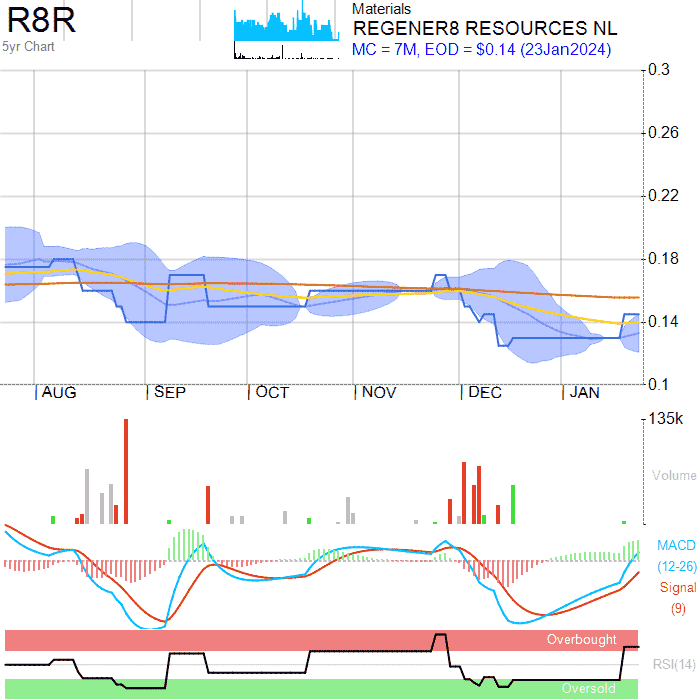 R8R
5yr Chart
Materials
REGENER8 RESOURCES NL
MC = 7M, EOD = $0.14 (23Jan2024)
0.3
0.26
0.22
0.18
0.14
0.1
AUG SEP OCT NOV DEC JAN
135k
Volume
MACD
(12-26)
Signal
(9)
Overbought
RSI(14)
Oversold